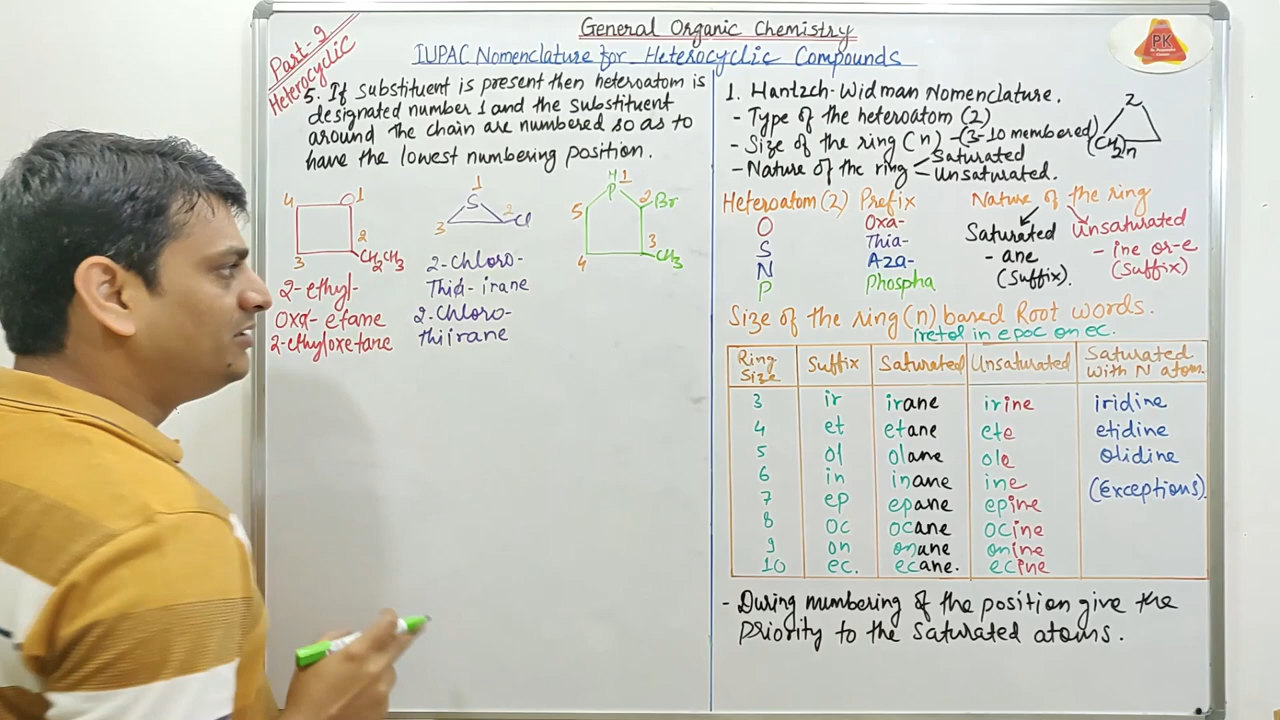 General Organic Chemistry
IUPAC Nomenclature for Heterocyclic Compounds
Part-9
Heterocyclic
5. If substituent is present then heteroatom is
designated number 1 and the substituent
around the chain are numbered so as to
have the lowest numbering position.
4 O 1
3 2
CH2CH3
2-ethyl-
oxa-etane
2-ethyloxetane
1
S
3 2 Cl
2-chloro-
Thia-irane
2-chloro-
thiirane
H 1
P
5 2 Br
4 3 CH3
1. Hantzch-Widman Nomenclature.
- Type of the heteroatom (Z)
- Size of the ring (n) - (3-10 membered)
- Nature of the ring - Saturated
- Unsaturated.
Z
(CH2)n
Heteroatom (Z) Prefix
O Oxa-
S Thia-
N Aza-
P Phospha
Nature of the ring
Saturated
- ane
(Suffix).
Unsaturated
- ine or -e
(Suffix)
Size of the ring (n) based Root words.
iretol in epoc on ec.
Ring Size Suffix Saturated Unsaturated Saturated with N atom.
3 ir irane irine iridine
4 et etane ete etidine
5 ol olane ole olidine
6 in inane ine (exceptions).
7 ep epane epine
8 oc ocane ocine
9 on onane onine
10 ec. ecane. ecine
- During numbering of the position give the
priority to the saturated atoms.
PK